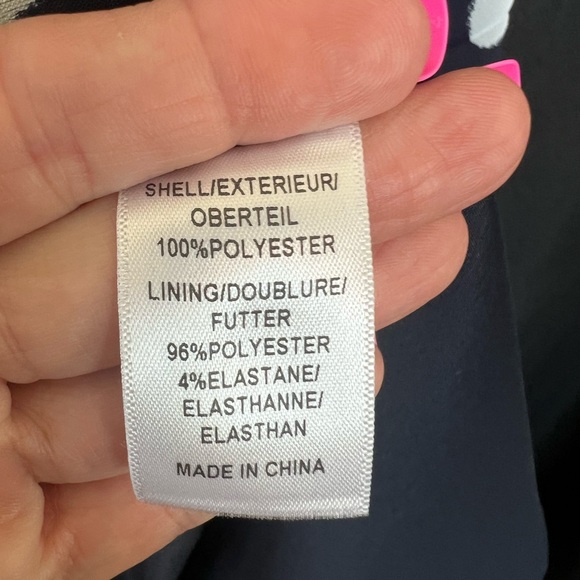 SHELL/EXTERIEUR/
OBERTEIL
100%POLYESTER
LINING/DOUBLURE/
FUTTER
96%POLYESTER
4%ELASTANE/
ELASTHANNE/
ELASTHAN
MADE IN CHINA